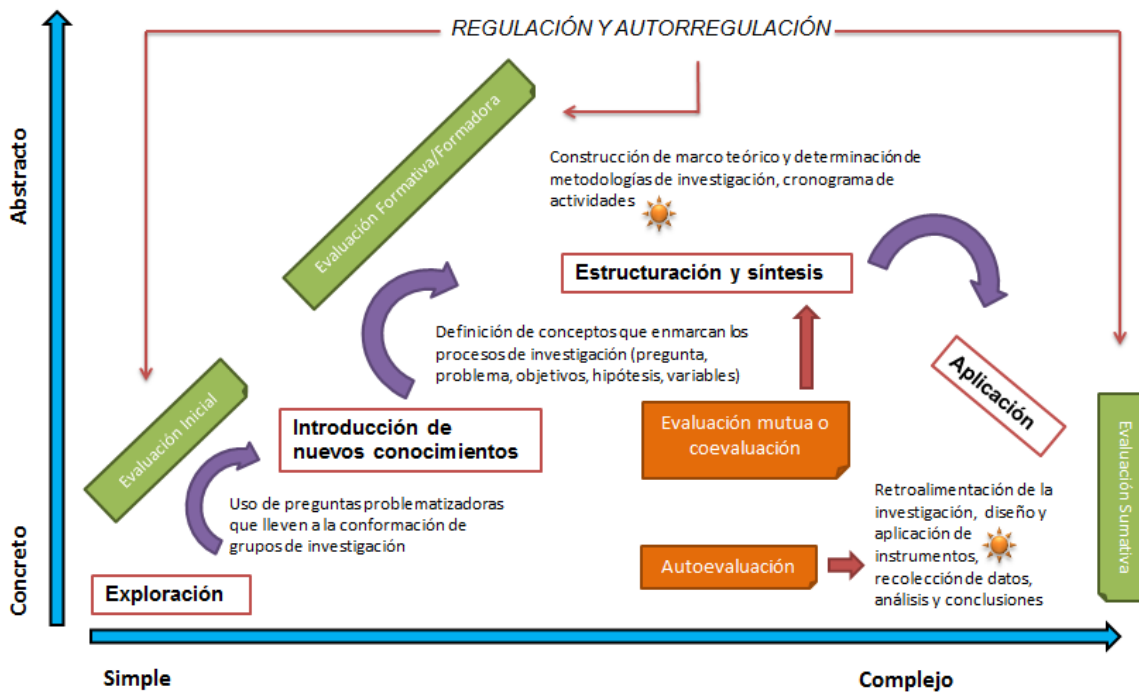 REGULACIÓN Y AUTORREGULACIÓN
Abstracto
Evaluación Formativa/Formadora
Construcción de marco teórico y determinación de
metodologías de investigación, cronograma de
actividades
Estructuración y síntesis
Definición de conceptos que enmarcan los
procesos de investigación (pregunta,
problema, objetivos, hipótesis, variables)
Aplicación
Evaluación Inicial
Introducción de
nuevos conocimientos
Evaluación mutua o
coevaluación
Evaluación Sumativa
Uso de preguntas problematizadoras
que lleven a la conformación de
grupos de investigación
Retroalimentación de la
investigación, diseño y
aplicación de
instrumentos,
recolección de datos,
análisis y conclusiones
Autoevaluación
Concreto
Exploración
Simple
Complejo